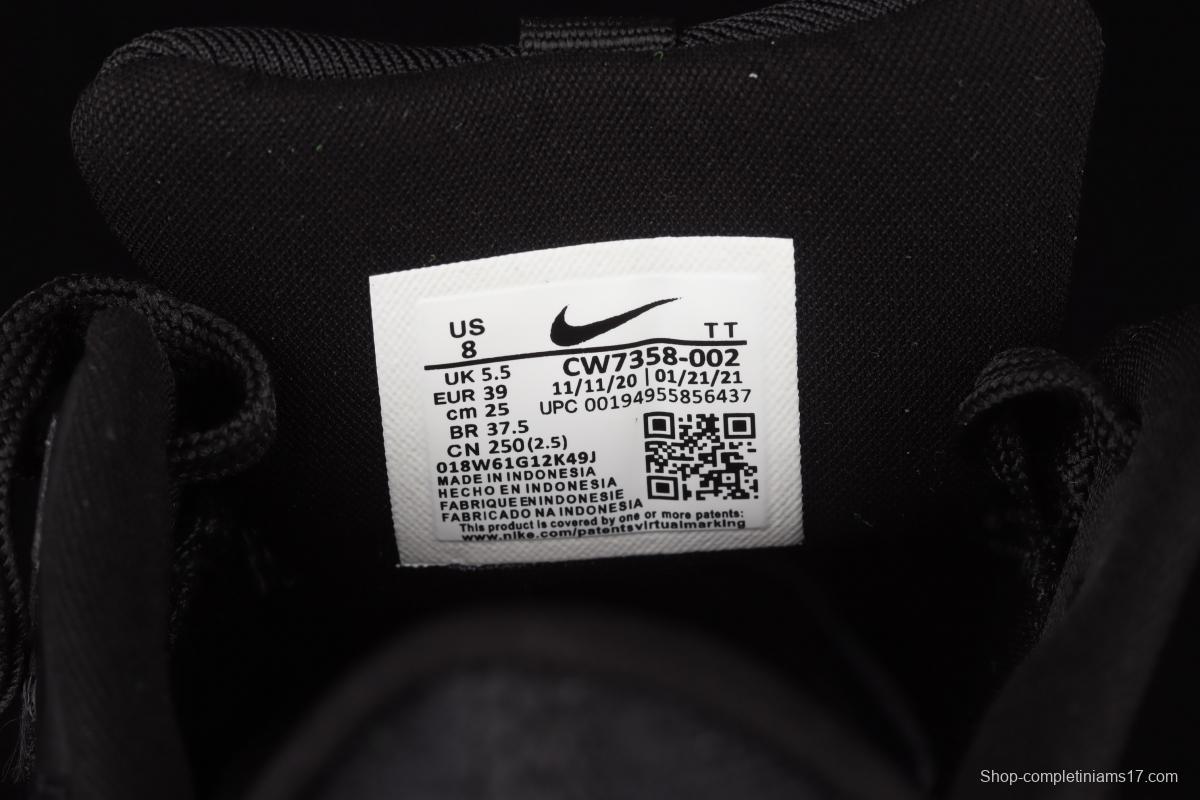 US
8
TT
CW7358-002
11/11/20 | 01/21/21
UPC 00194955856437
UK 5.5
EUR 39
cm 25
BR 37.5
CN 250(2.5)
018W61G12K49J
MADE IN INDONESIA
HECHO EN INDONESIA
FABRIQUE EN INDONESIE
FABRICADO NA INDONESIA
This product is covered by one or more patents:
www.nike.com/patentsvirtualmarking
Shop-completiniams17.com